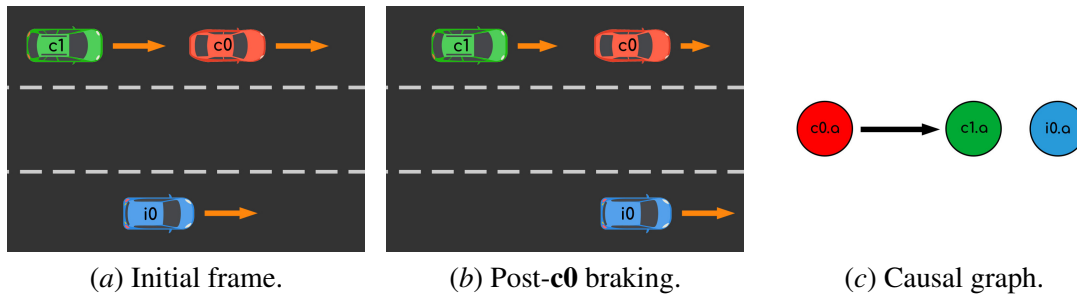 c1 c0 c1 c0
c0.a c1.a i0.a
i0 i0
(a) Initial frame. (b) Post-c0 braking. (c) Causal graph.